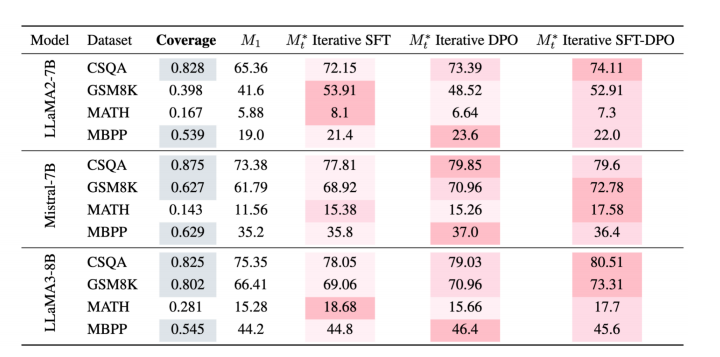 Model Dataset Coverage M₁ Mₜ* Iterative SFT Mₜ* Iterative DPO Mₜ* Iterative SFT-DPO
LLaMA2-7B
CSQA 0.828 65.36 72.15 73.39 74.11
GSM8K 0.398 41.6 53.91 48.52 52.91
MATH 0.167 5.88 8.1 6.64 7.3
MBPP 0.539 19.0 21.4 23.6 22.0
Mistral-7B
CSQA 0.875 73.38 77.81 79.85 79.6
GSM8K 0.627 61.79 68.92 70.96 72.78
MATH 0.143 11.56 15.38 15.26 17.58
MBPP 0.629 35.2 35.8 37.0 36.4
LLaMA3-8B
CSQA 0.825 75.35 78.05 79.03 80.51
GSM8K 0.802 66.41 69.06 70.96 73.31
MATH 0.281 15.28 18.68 15.66 17.7
MBPP 0.545 44.2 44.8 46.4 45.6